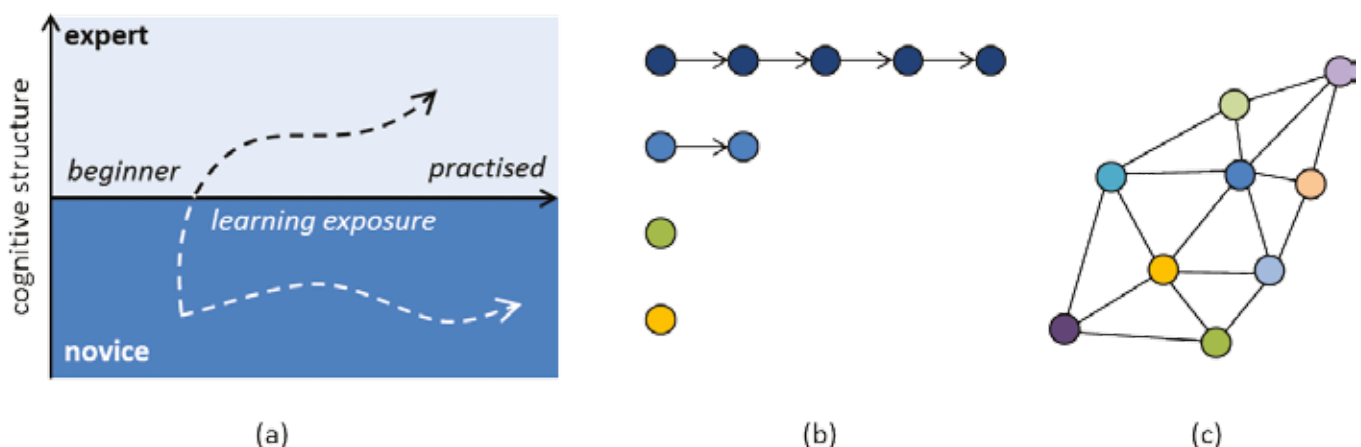 expert
cognitive structure
beginner
practised
learning exposure
novice
(a)
(b)
(c)